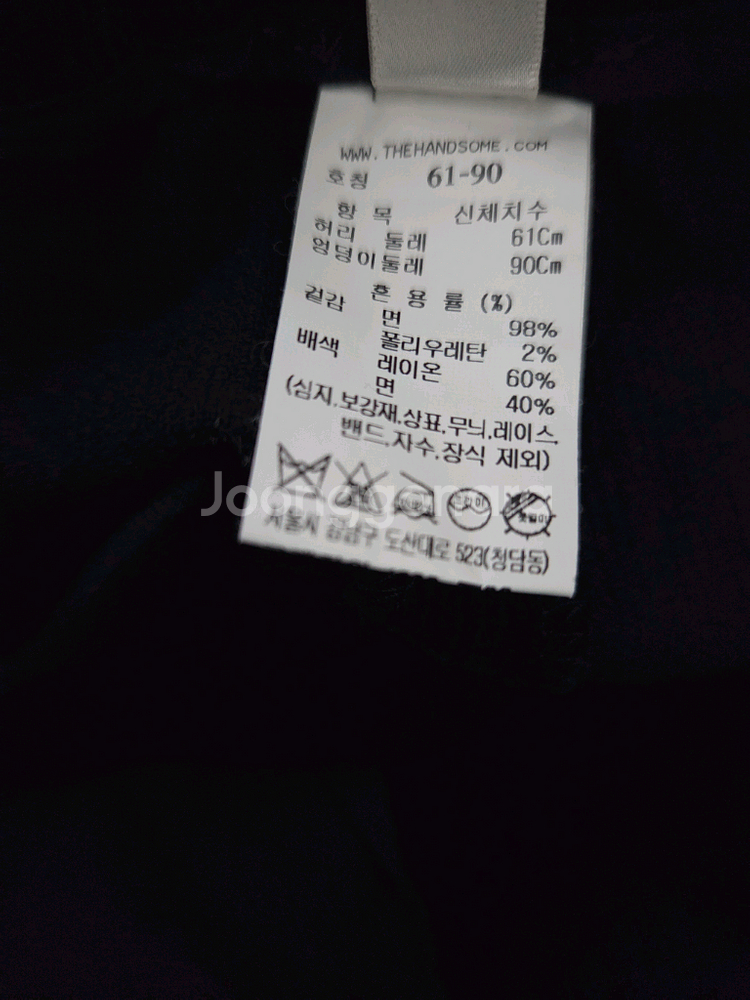 WWW.THEHANDSOME.COM
호칭 61-90
항 목 신체치수
허리 둘레 61Cm
엉덩이둘레 90Cm
겉감 혼 용 률 (%)
면 98%
배색 폴리우레탄 2%
레이온 60%
면 40%
(심지.보강재.상표.무늬.레이스.
밴드.자수.장식 제외)
Joonggonara
서울시 강남구 도산대로 523(청담동)